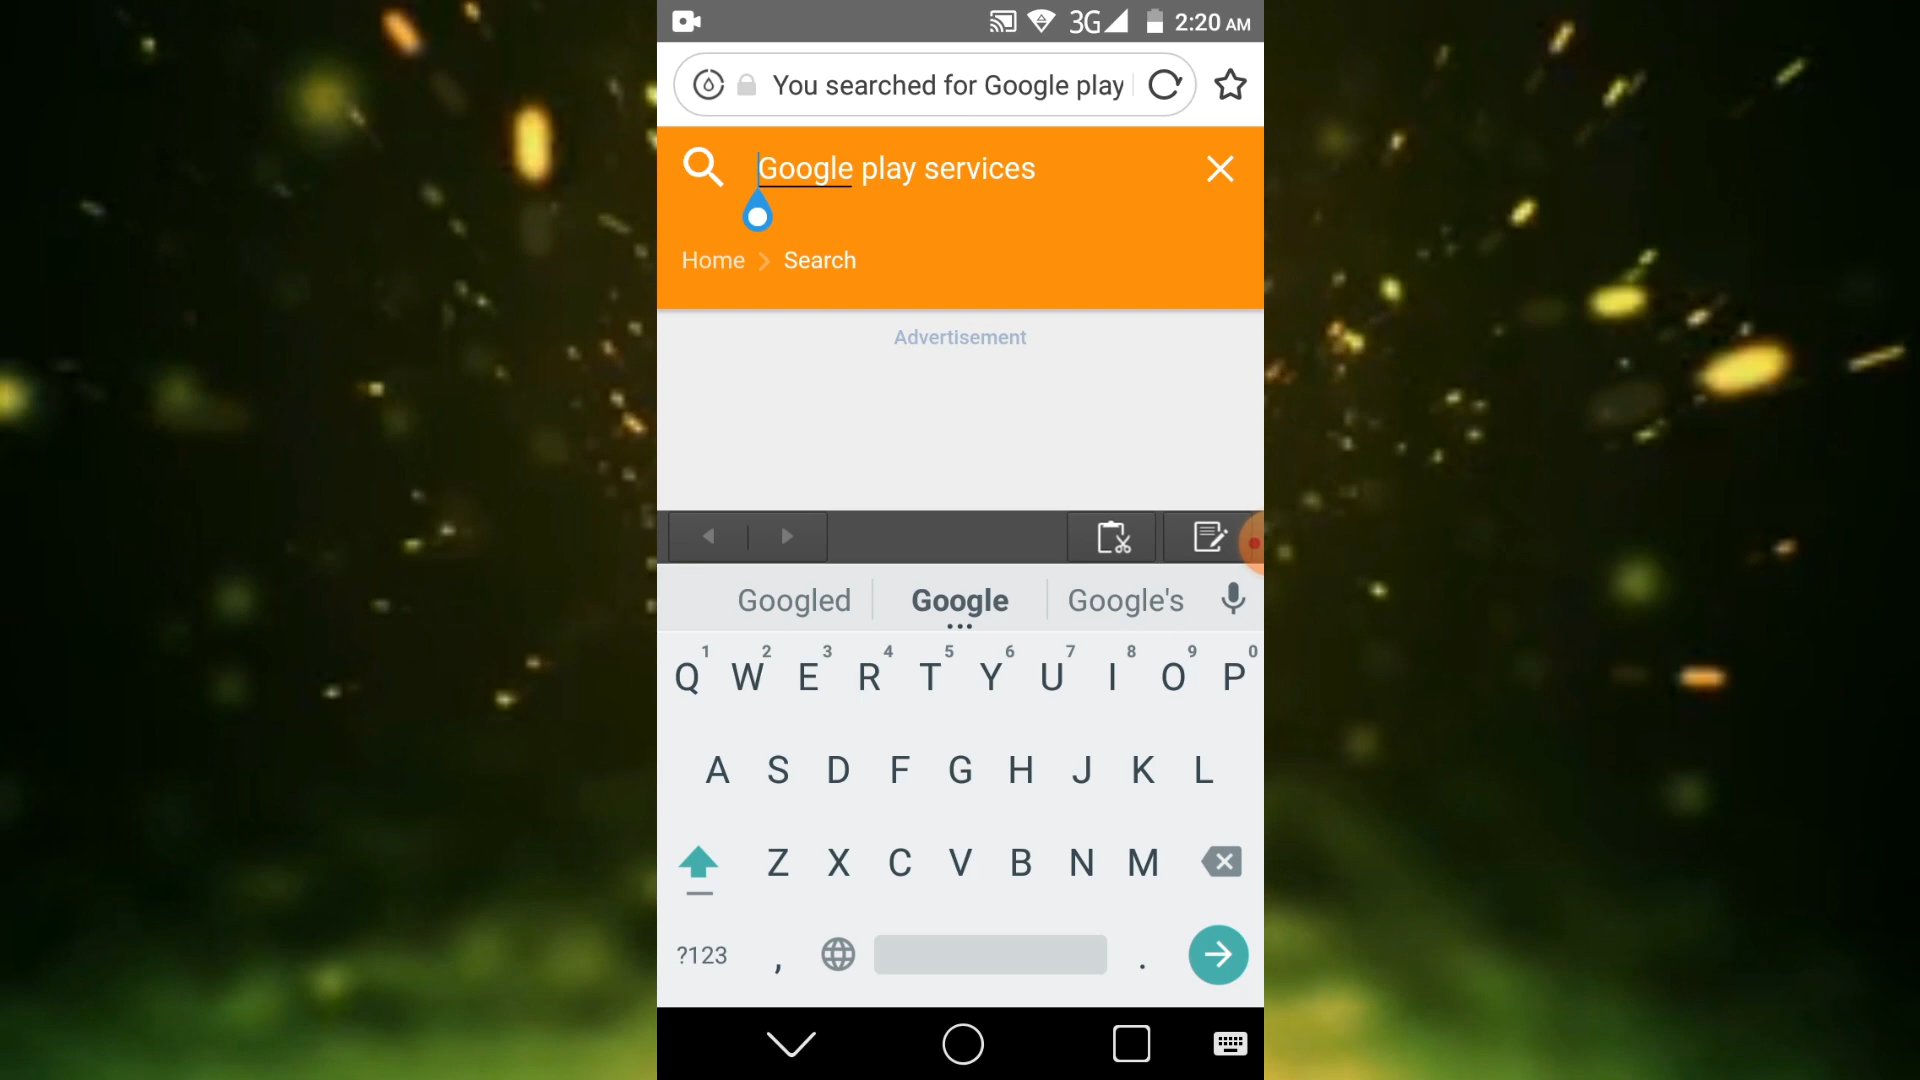 3G 2:20 AM
You searched for Google play
Google play services
Home > Search
Advertisement
Googled Google Google's
1 2 3 4 5 6 7 8 9 0
Q W E R T Y U I O P
A S D F G H J K L
Z X C V B N M
?123 , .